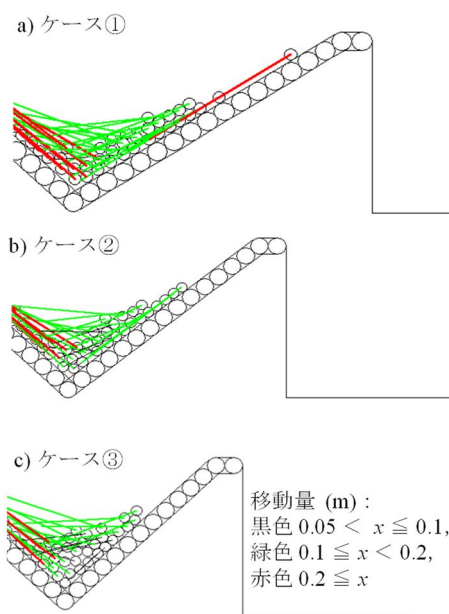 a) ケース①
b) ケース②
c) ケース③
移動量 (m)：
黒色 0.05 < x ≦ 0.1,
緑色 0.1 ≦ x < 0.2,
赤色 0.2 ≦ x